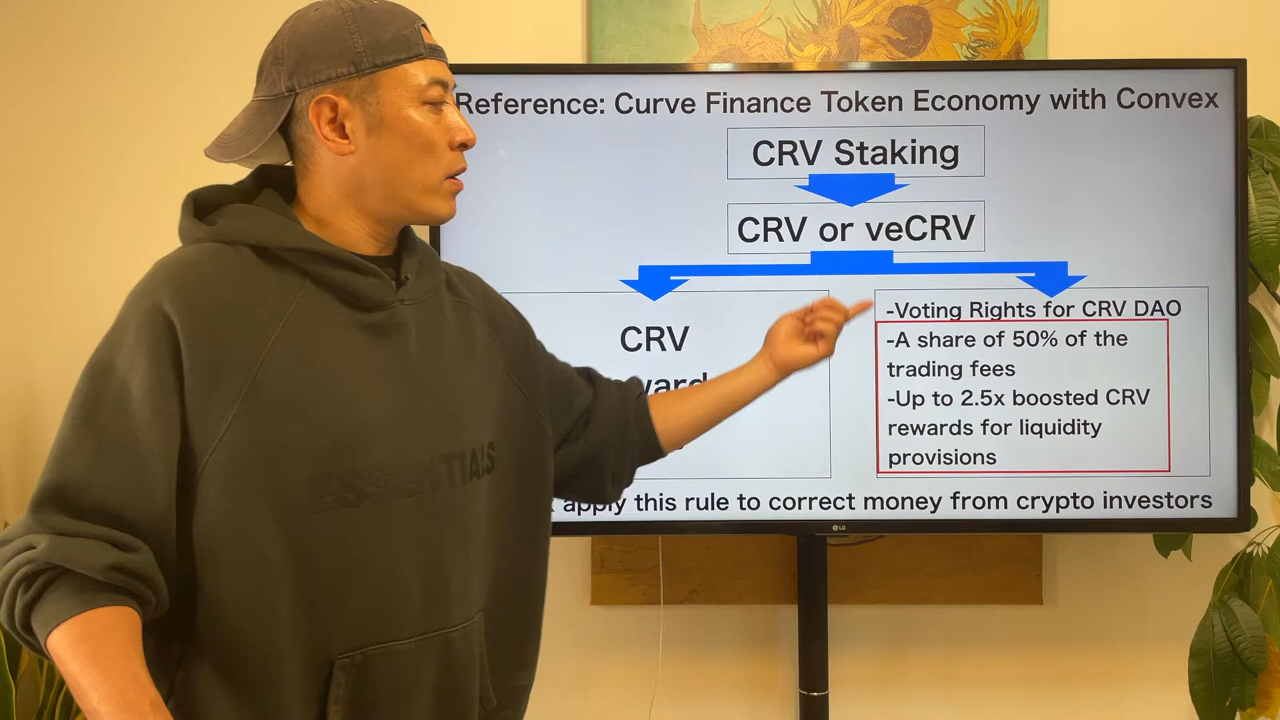 Reference: Curve Finance Token Economy with Convex
CRV Staking
CRV or veCRV
CRV
-Voting Rights for CRV DAO
-A share of 50% of the
trading fees
-Up to 2.5x boosted CRV
rewards for liquidity
provisions
apply this rule to correct money from crypto investors
LG
ESSENTIALS